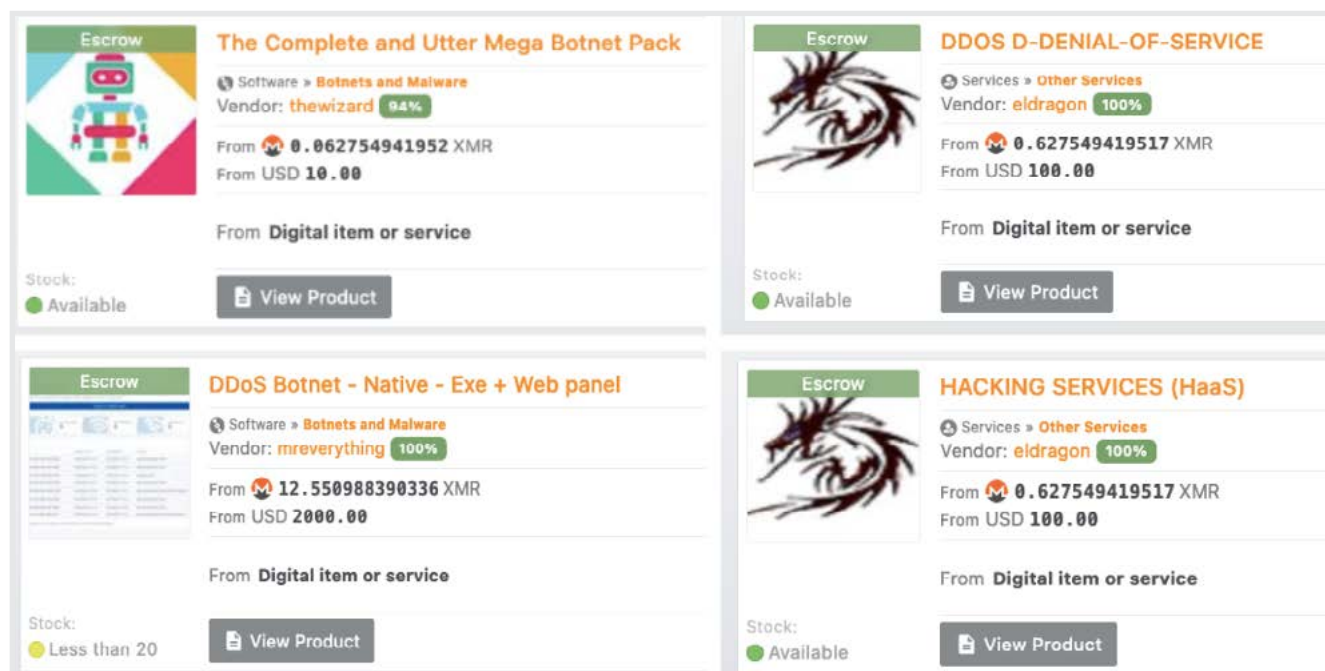 Escrow
The Complete and Utter Mega Botnet Pack
Software » Botnets and Malware
Vendor: thewizard 94%
From 0.062754941952 XMR
From USD 10.00
From Digital item or service
Stock:
Available
View Product
Escrow
DDOS D-DENIAL-OF-SERVICE
Services » Other Services
Vendor: eldragon 100%
From 0.627549419517 XMR
From USD 100.00
From Digital item or service
Stock:
Available
View Product
Escrow
DDoS Botnet - Native - Exe + Web panel
Software » Botnets and Malware
Vendor: mreverything 100%
From 12.550988390336 XMR
From USD 2000.00
From Digital item or service
Stock:
Less than 20
View Product
Escrow
HACKING SERVICES (HaaS)
Services » Other Services
Vendor: eldragon 100%
From 0.627549419517 XMR
From USD 100.00
From Digital item or service
Stock:
Available
View Product